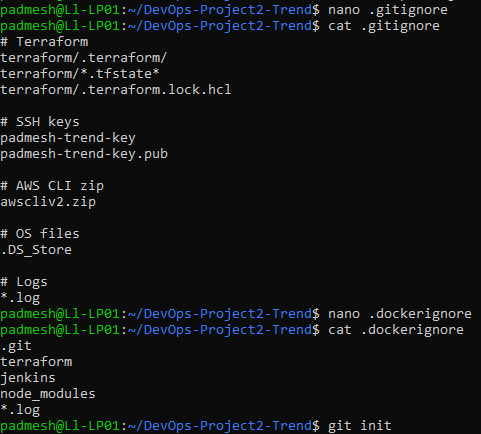 padmesh@Ll-LP01:~/DevOps-Project2-Trend$ nano .gitignore
padmesh@Ll-LP01:~/DevOps-Project2-Trend$ cat .gitignore
# Terraform
terraform/.terraform/
terraform/*.tfstate*
terraform/.terraform.lock.hcl

# SSH keys
padmesh-trend-key
padmesh-trend-key.pub

# AWS CLI zip
awscliv2.zip

# OS files
.DS_Store

# Logs
*.log
padmesh@Ll-LP01:~/DevOps-Project2-Trend$ nano .dockerignore
padmesh@Ll-LP01:~/DevOps-Project2-Trend$ cat .dockerignore
.git
terraform
jenkins
node_modules
*.log
padmesh@Ll-LP01:~/DevOps-Project2-Trend$ git init